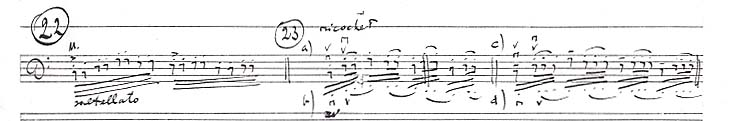 22 23 ricochet
M. a) c)
martellato b) d)